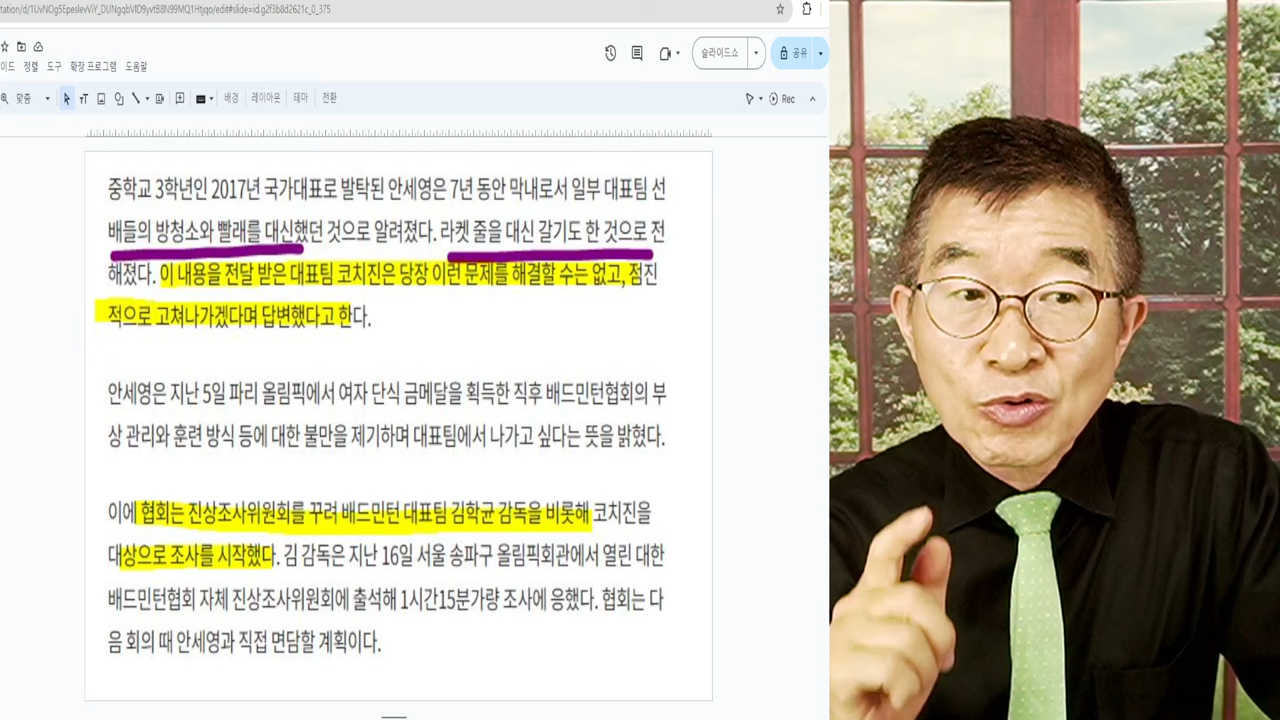 tation/d/1UvNOg5EpeslevViY_DUNgqbVID9yvtB8N99MQ1Htjqo/edit#slide=id.g2f3b8d2621c_0_375
이드 정렬 도구 확장 프로그램 도움말
슬라이드쇼
공유
맞춤
배경 레이아웃 테마 전환
Rec
중학교 3학년인 2017년 국가대표로 발탁된 안세영은 7년 동안 막내로서 일부 대표팀 선
배들의 방청소와 빨래를 대신했던 것으로 알려졌다. 라켓 줄을 대신 갈기도 한 것으로 전
해졌다. 이 내용을 전달 받은 대표팀 코치진은 당장 이런 문제를 해결할 수는 없고, 점진
적으로 고쳐나가겠다며 답변했다고 한다.
안세영은 지난 5일 파리 올림픽에서 여자 단식 금메달을 획득한 직후 배드민턴협회의 부
상 관리와 훈련 방식 등에 대한 불만을 제기하며 대표팀에서 나가고 싶다는 뜻을 밝혔다.
이에 협회는 진상조사위원회를 꾸려 배드민턴 대표팀 김학균 감독을 비롯해 코치진을
대상으로 조사를 시작했다. 김 감독은 지난 16일 서울 송파구 올림픽회관에서 열린 대한
배드민턴협회 자체 진상조사위원회에 출석해 1시간15분가량 조사에 응했다. 협회는 다
음 회의 때 안세영과 직접 면담할 계획이다.